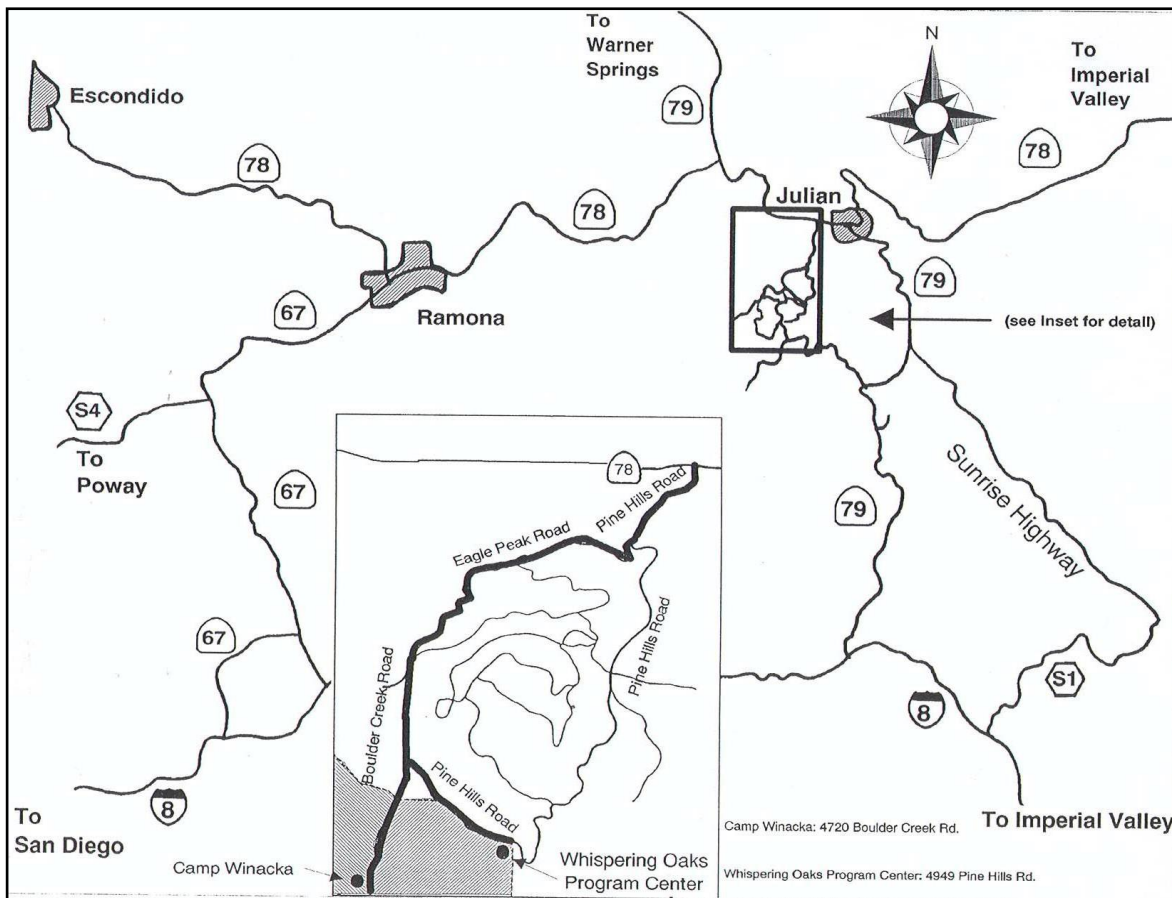 To
Warner
Springs
N
To
Imperial
Valley
Escondido
79
78
78
78
Julian
79
67
Ramona
(see Inset for detail)
S4
To
Poway
78
Pine Hills Road
Sunrise Highway
67
Eagle Peak Road
79
Pine Hills Road
67
Boulder Creek Road
S1
8
Pine Hills Road
8
To
San Diego
Camp Winacka: 4720 Boulder Creek Rd.
To Imperial Valley
Camp Winacka
Whispering Oaks
Program Center
Whispering Oaks Program Center: 4949 Pine Hills Rd.